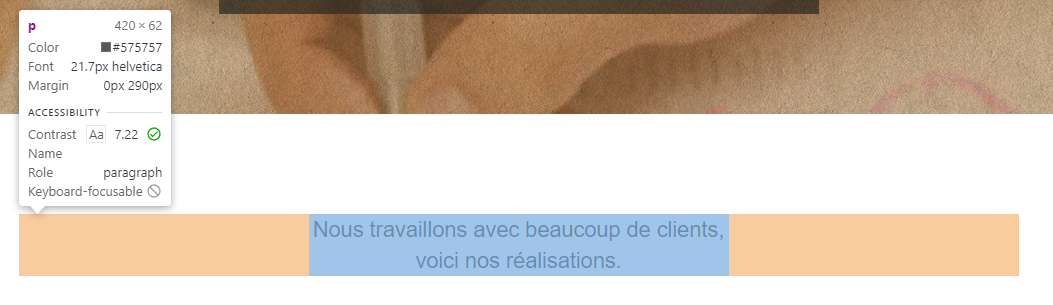 p 420 × 62
Color #575757
Font 21.7px helvetica
Margin 0px 290px
ACCESSIBILITY
Contrast Aa 7.22
Name
Role paragraph
Keyboard-focusable
Nous travaillons avec beaucoup de clients,
voici nos réalisations.